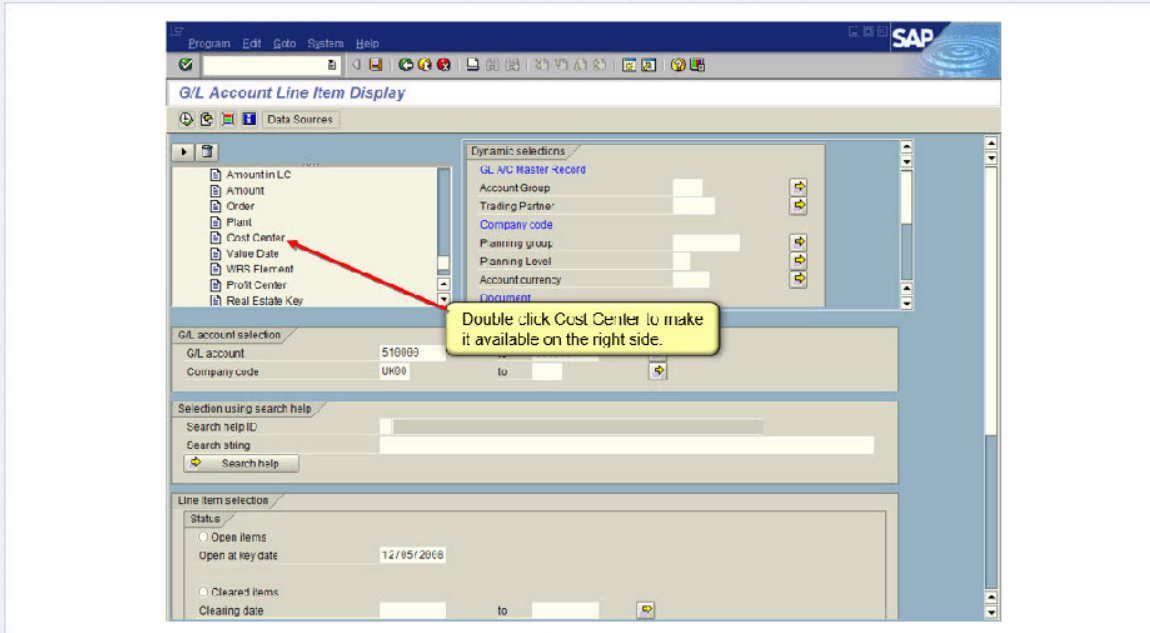 Program Edit Goto System Help
SAP
G/L Account Line Item Display
Data Sources
Amount in LC
Amount
Order
Plant
Cost Center
Value Date
WBS Element
Profit Center
Real Estate Key
Dynamic selections
GL A/C Master Record
Account Group
Trading Partner
Company code
Planning group
Planning Level
Account currency
Document
Double click Cost Center to make
it available on the right side.
G/L account selection
G/L account 510000 to
Company code UK00 to
Selection using search help
Search help ID
Search string
Search help
Line item selection
Status
Open items
Open at key date 12/05/2008
Cleared items
Clearing date to